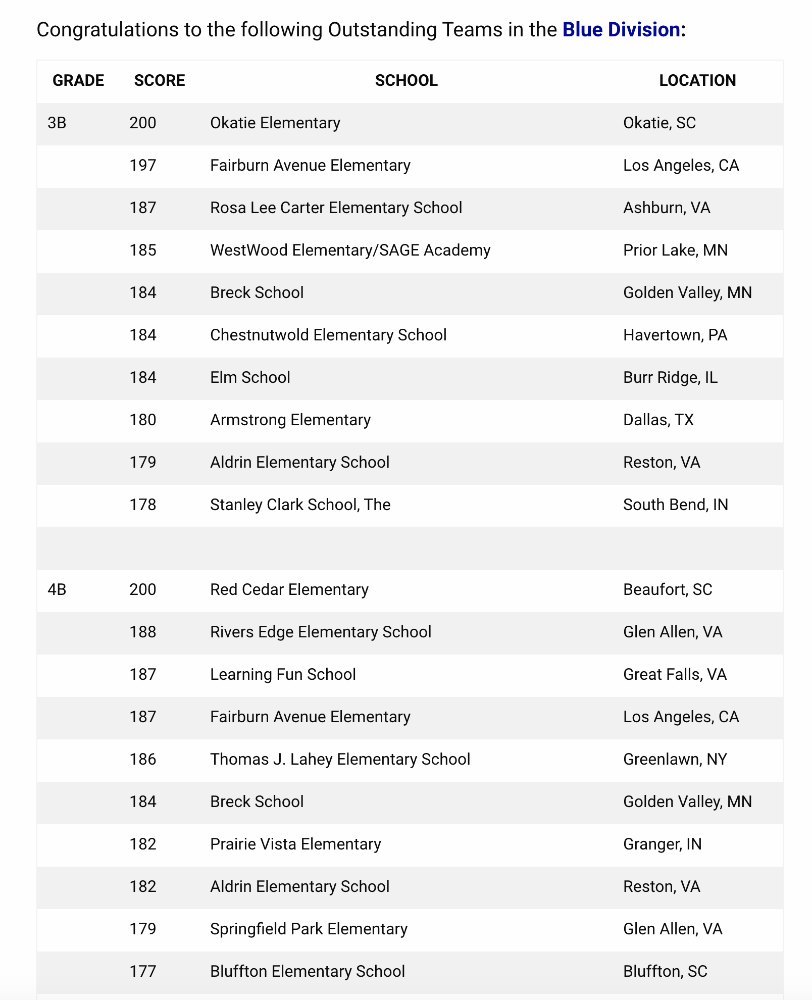 Congratulations to the following Outstanding Teams in the Blue Division:
GRADE SCORE SCHOOL LOCATION
3B 200 Okatie Elementary Okatie, SC
197 Fairburn Avenue Elementary Los Angeles, CA
187 Rosa Lee Carter Elementary School Ashburn, VA
185 WestWood Elementary/SAGE Academy Prior Lake, MN
184 Breck School Golden Valley, MN
184 Chestnutwold Elementary School Havertown, PA
184 Elm School Burr Ridge, IL
180 Armstrong Elementary Dallas, TX
179 Aldrin Elementary School Reston, VA
178 Stanley Clark School, The South Bend, IN
4B 200 Red Cedar Elementary Beaufort, SC
188 Rivers Edge Elementary School Glen Allen, VA
187 Learning Fun School Great Falls, VA
187 Fairburn Avenue Elementary Los Angeles, CA
186 Thomas J. Lahey Elementary School Greenlawn, NY
184 Breck School Golden Valley, MN
182 Prairie Vista Elementary Granger, IN
182 Aldrin Elementary School Reston, VA
179 Springfield Park Elementary Glen Allen, VA
177 Bluffton Elementary School Bluffton, SC